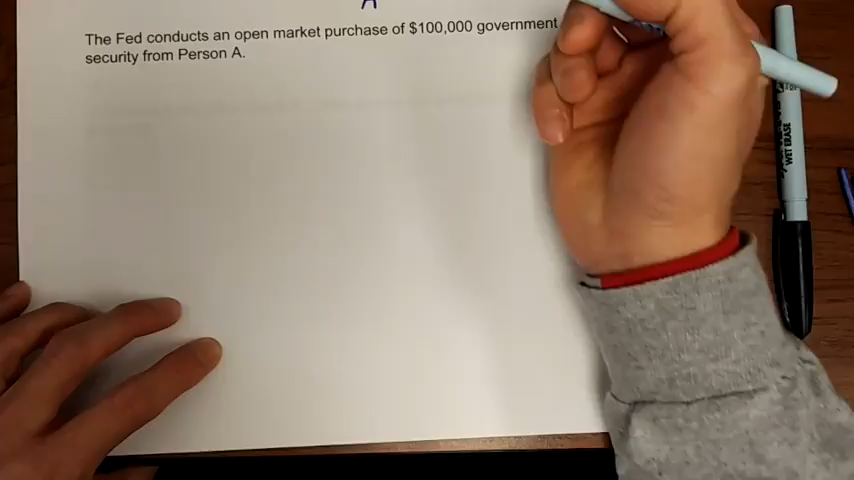 A
The Fed conducts an open market purchase of $100,000 government
security from Person A.
WET ERASE